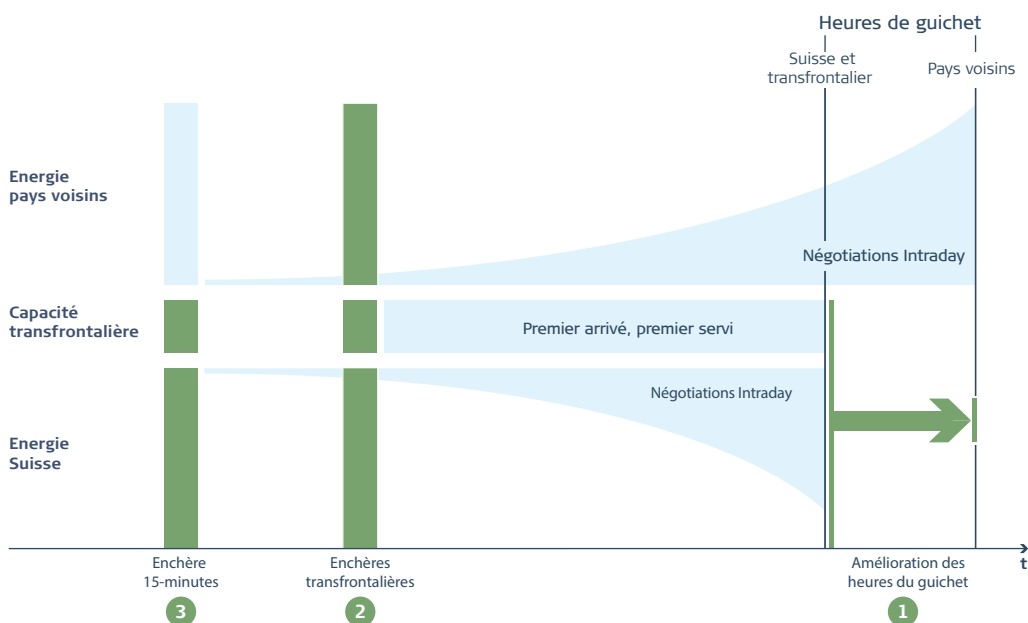 Heures de guichet
Suisse et
transfrontalier
Pays voisins
Energie
pays voisins
Négotiations Intraday
Capacité
transfrontalière
Premier arrivé, premier servi
Négotiations Intraday
Energie
Suisse
t
Enchère
15-minutes
Enchères
transfrontalières
Amélioration des
heures du guichet
3
2
1